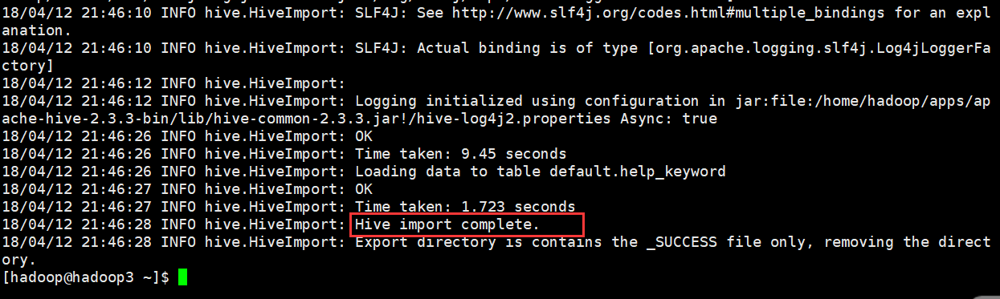 18/04/12 21:46:10 INFO hive.HiveImport: SLF4J: See http://www.slf4j.org/codes.html#multiple_bindings for an expl
anation.
18/04/12 21:46:10 INFO hive.HiveImport: SLF4J: Actual binding is of type [org.apache.logging.slf4j.Log4jLoggerFa
ctory]
18/04/12 21:46:12 INFO hive.HiveImport:
18/04/12 21:46:12 INFO hive.HiveImport: Logging initialized using configuration in jar:file:/home/hadoop/apps/ap
ache-hive-2.3.3-bin/lib/hive-common-2.3.3.jar!/hive-log4j2.properties Async: true
18/04/12 21:46:26 INFO hive.HiveImport: OK
18/04/12 21:46:26 INFO hive.HiveImport: Time taken: 9.45 seconds
18/04/12 21:46:26 INFO hive.HiveImport: Loading data to table default.help_keyword
18/04/12 21:46:27 INFO hive.HiveImport: OK
18/04/12 21:46:27 INFO hive.HiveImport: Time taken: 1.723 seconds
18/04/12 21:46:28 INFO hive.HiveImport: Hive import complete.
18/04/12 21:46:28 INFO hive.HiveImport: Export directory is contains the _SUCCESS file only, removing the direct
ory.
[hadoop@hadoop3 ~]$